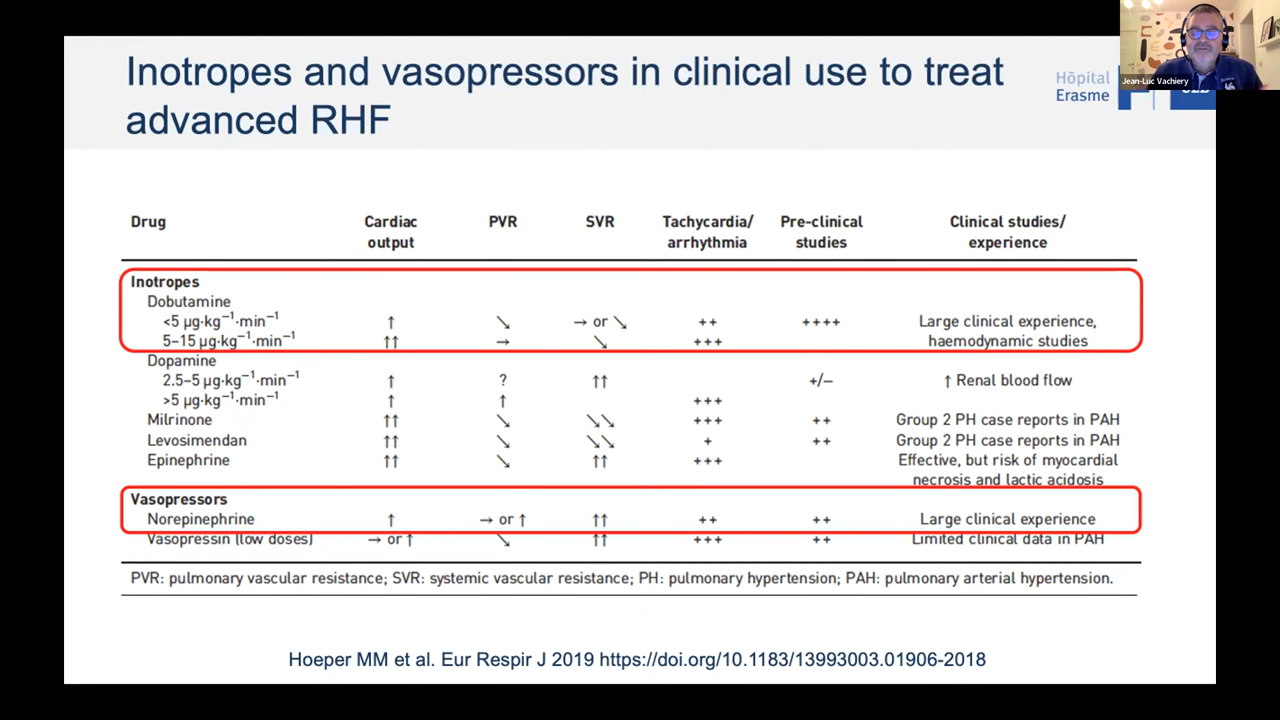 Inotropes and vasopressors in clinical use to treat
advanced RHF
Hôpital
Erasme
Jean-Luc Vachiery
Drug Cardiac output PVR SVR Tachycardia/ arrhythmia Pre-clinical studies Clinical studies/ experience
Inotropes
Dobutamine
<5 µg·kg⁻¹·min⁻¹ ↑ ↘ → or ↘ ++ ++++ Large clinical experience,
5–15 µg·kg⁻¹·min⁻¹ ↑↑ → ↘ +++ haemodynamic studies
Dopamine
2.5–5 µg·kg⁻¹·min⁻¹ ↑ ? ↑↑ +/− ↑ Renal blood flow
>5 µg·kg⁻¹·min⁻¹ ↑ ↑ +++
Milrinone ↑↑ ↘ ↘↘ +++ ++ Group 2 PH case reports in PAH
Levosimendan ↑↑ ↘ ↘↘ + ++ Group 2 PH case reports in PAH
Epinephrine ↑↑ ↘ ↑↑ +++ Effective, but risk of myocardial
necrosis and lactic acidosis
Vasopressors
Norepinephrine ↑ → or ↑ ↑↑ ++ ++ Large clinical experience
Vasopressin (low doses) → or ↑ ↘ ↑↑ +++ ++ Limited clinical data in PAH
PVR: pulmonary vascular resistance; SVR: systemic vascular resistance; PH: pulmonary hypertension; PAH: pulmonary arterial hypertension.
Hoeper MM et al. Eur Respir J 2019 https://doi.org/10.1183/13993003.01906-2018